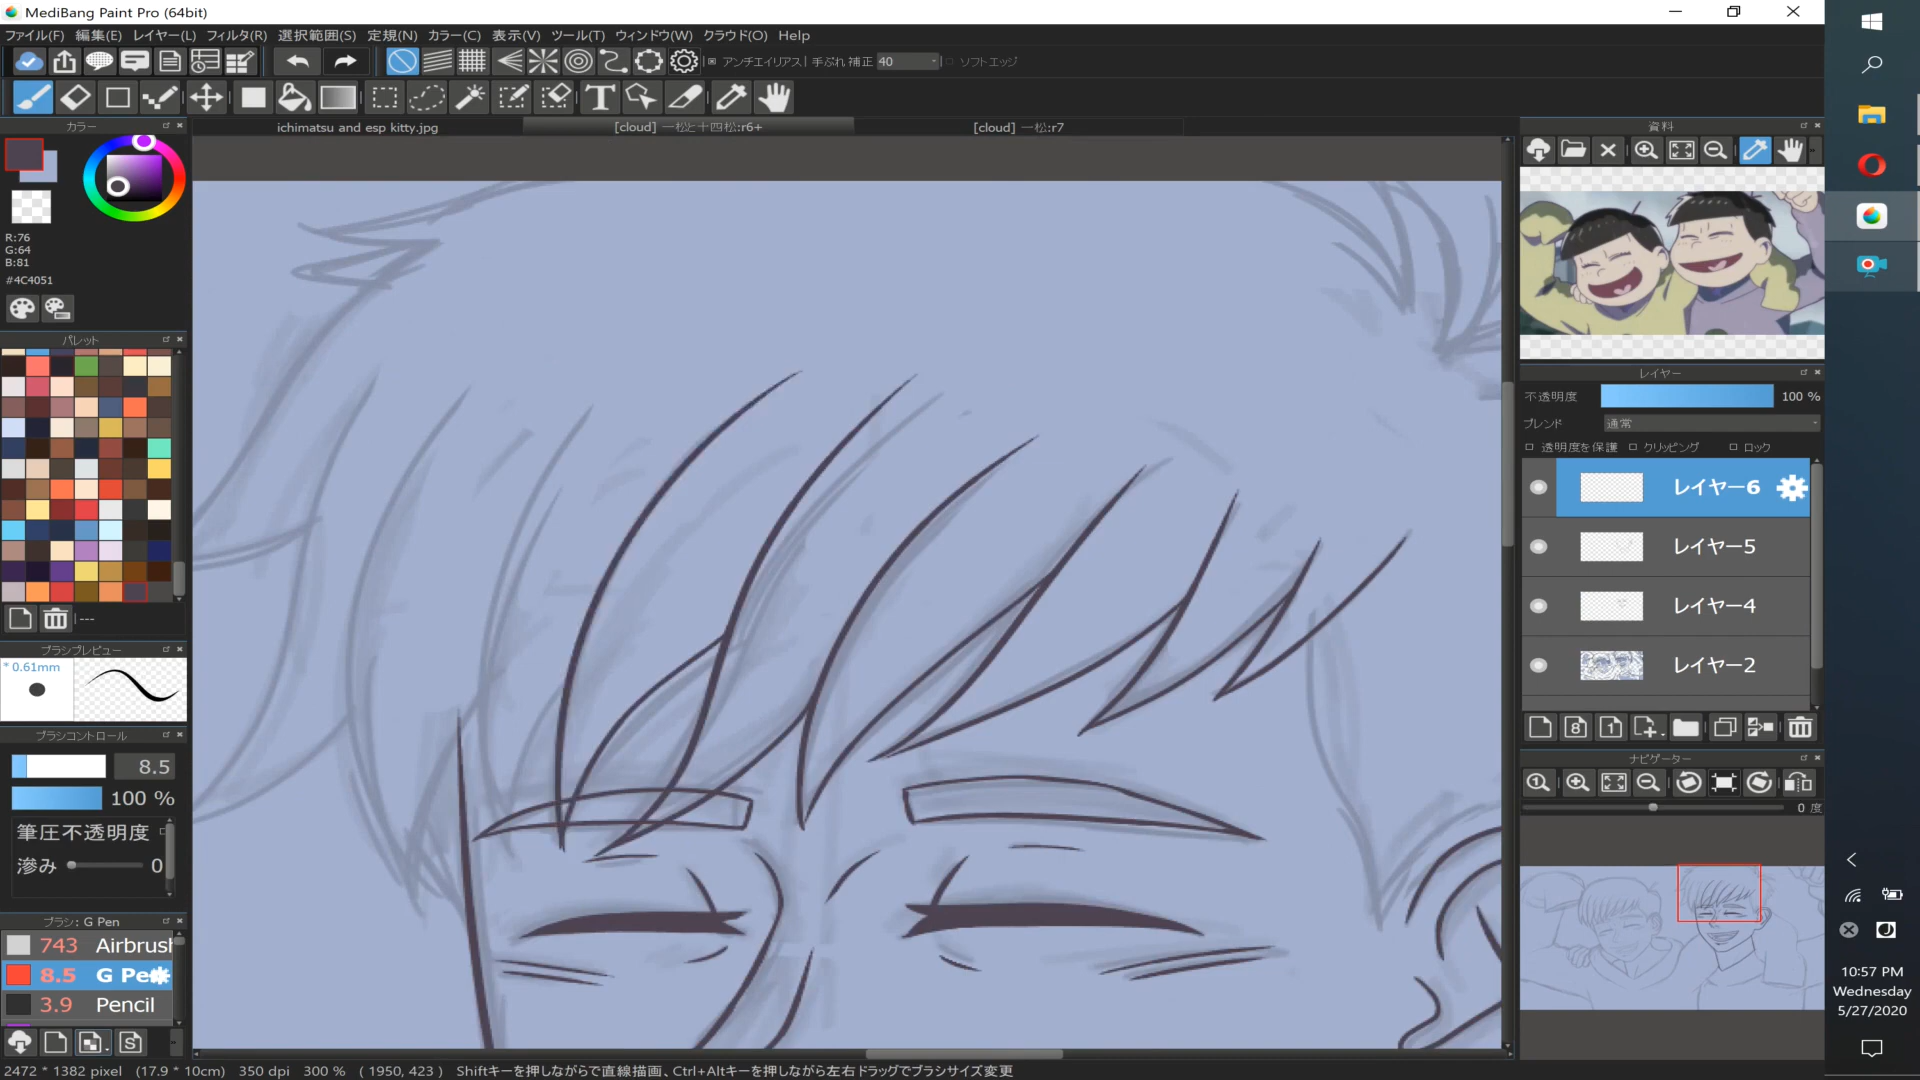 MediBang Paint Pro (64bit)
ファイル(F) 編集(E) レイヤー(L) フィルタ(R) 選択範囲(S) 定規(N) カラー(C) 表示(V) ツール(T) ウィンドウ(W) クラウド(O) Help
アンチエイリアス 手ぶれ補正 40 ソフトエッジ
カラー
ichimatsu and esp kitty.jpg
[cloud] 一松と十四松:r6+
[cloud] 一松:r7
資料
R:76
G:64
B:81
#4C4051
パレット
---
ブラシプレビュー
* 0.61mm
ブラシコントロール
8.5
100 %
筆圧不透明度
滲み 0
ブラシ: G Pen
743 Airbrush
8.5 G Pe
3.9 Pencil
レイヤー
不透明度 100 %
ブレンド 通常
透明度を保護 クリッピング ロック
レイヤー6
レイヤー5
レイヤー4
レイヤー2
ナビゲーター
0 度
10:57 PM
Wednesday
5/27/2020
2472 * 1382 pixel (17.9 * 10cm) 350 dpi 300 % ( 1950, 423 ) Shiftキーを押しながらで直線描画、Ctrl+Altキーを押しながら左右ドラッグでブラシサイズ変更